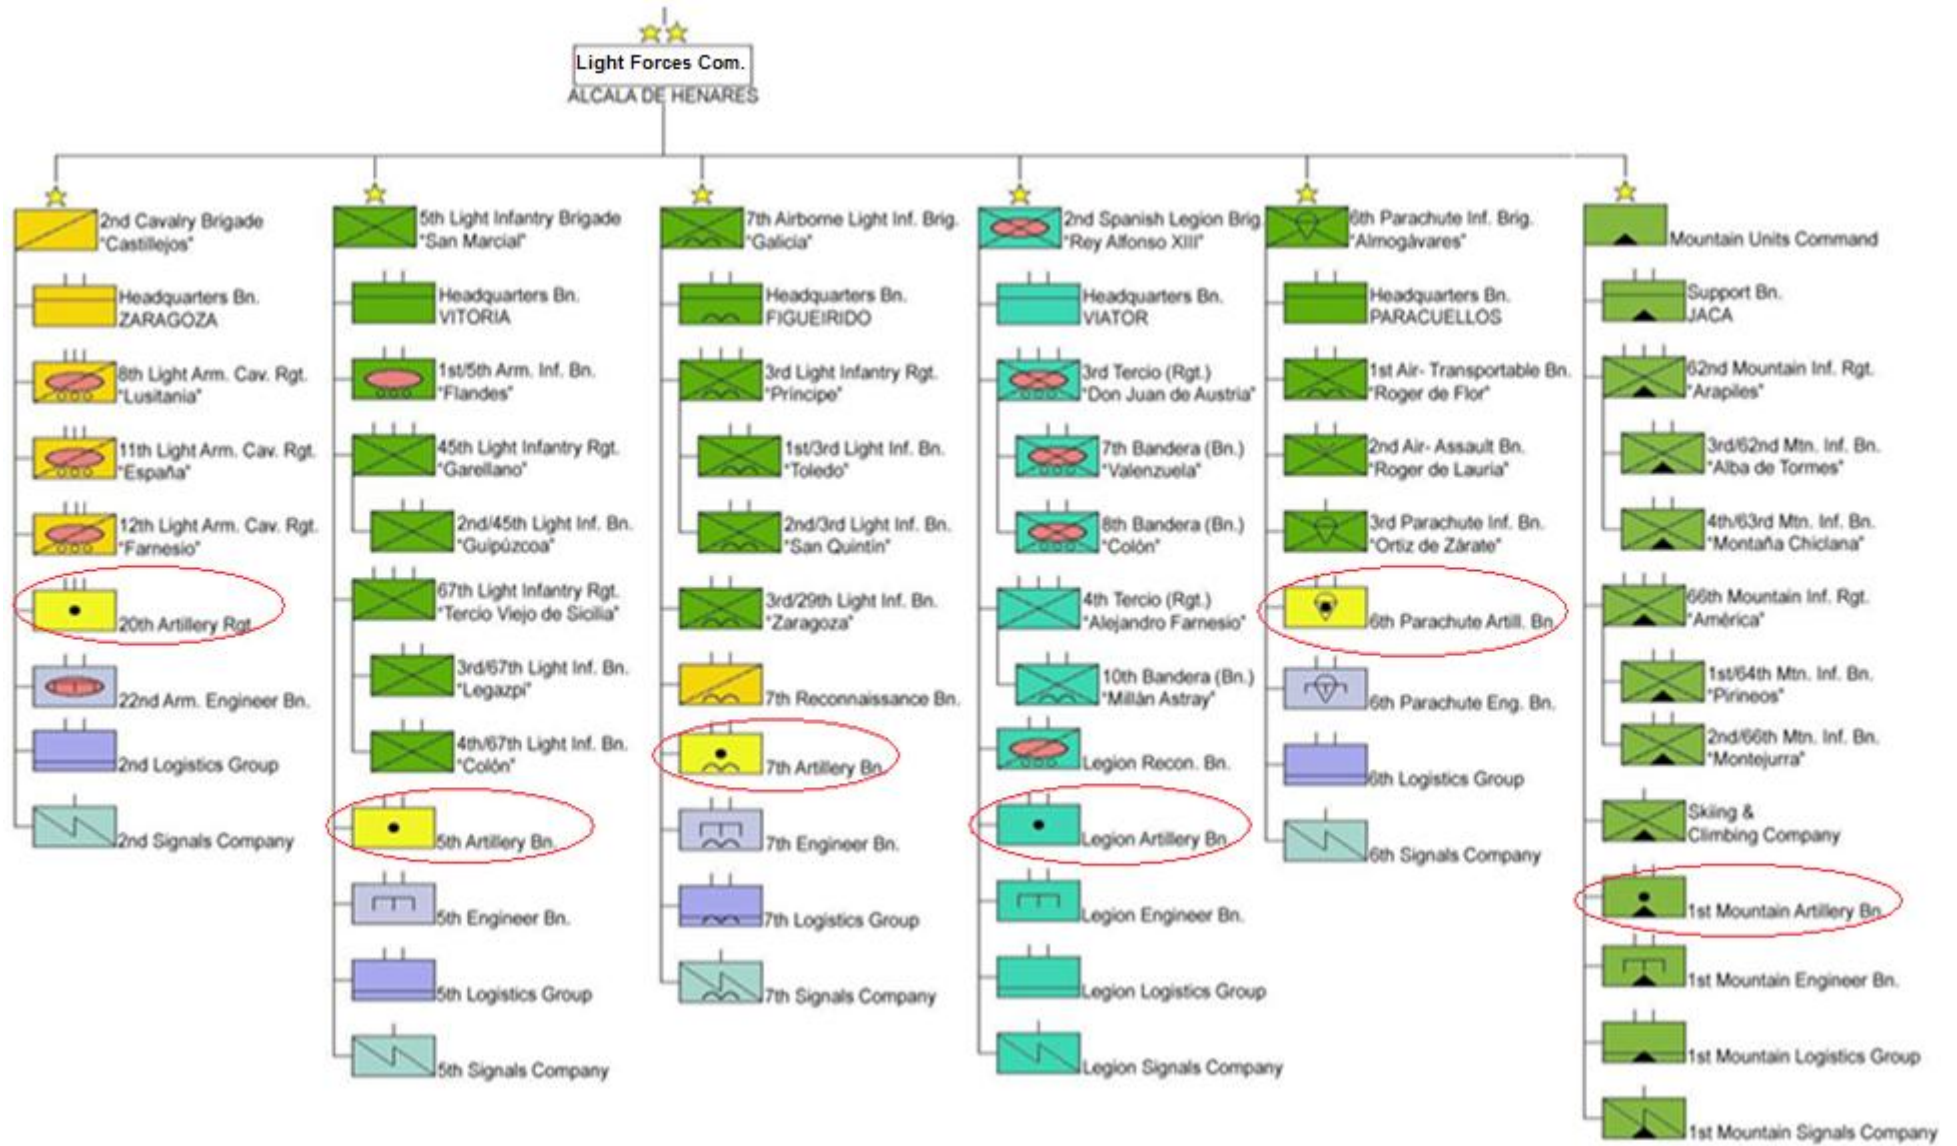 Light Forces Com.
ALCALA DE HENARES
2nd Cavalry Brigade
"Castillejos"
Headquarters Bn.
ZARAGOZA
8th Light Arm. Cav. Rgt.
"Lusitania"
11th Light Arm. Cav. Rgt.
"España"
12th Light Arm. Cav. Rgt.
"Farnesio"
20th Artillery Rgt.
22nd Arm. Engineer Bn.
2nd Logistics Group
2nd Signals Company
5th Light Infantry Brigade
"San Marcial"
Headquarters Bn.
VITORIA
1st/5th Arm. Inf. Bn.
"Flandes"
45th Light Infantry Rgt.
"Garellano"
2nd/45th Light Inf. Bn.
"Guipúzcoa"
67th Light Infantry Rgt.
"Tercio Viejo de Sicilia"
3rd/67th Light Inf. Bn.
"Legazpi"
4th/67th Light Inf. Bn.
"Colón"
5th Artillery Bn.
5th Engineer Bn.
5th Logistics Group
5th Signals Company
7th Airborne Light Inf. Brig.
"Galicia"
Headquarters Bn.
FIGUEIRIDO
3rd Light Infantry Rgt.
"Príncipe"
1st/3rd Light Inf. Bn.
"Toledo"
2nd/3rd Light Inf. Bn.
"San Quintín"
3rd/29th Light Inf. Bn.
"Zaragoza"
7th Reconnaissance Bn.
7th Artillery Bn.
7th Engineer Bn.
7th Logistics Group
7th Signals Company
2nd Spanish Legion Brig.
"Rey Alfonso XIII"
Headquarters Bn.
VIATOR
3rd Tercio (Rgt.)
"Don Juan de Austria"
7th Bandera (Bn.)
"Valenzuela"
8th Bandera (Bn.)
"Colón"
4th Tercio (Rgt.)
"Alejandro Farnesio"
10th Bandera (Bn.)
"Millán Astray"
Legion Recon. Bn.
Legion Artillery Bn.
Legion Engineer Bn.
Legion Logistics Group
Legion Signals Company
6th Parachute Inf. Brig.
"Almogávares"
Headquarters Bn.
PARACUELLOS
1st Air- Transportable Bn.
"Roger de Flor"
2nd Air- Assault Bn.
"Roger de Lauria"
3rd Parachute Inf. Bn.
"Ortiz de Zárate"
6th Parachute Artill. Bn.
6th Parachute Eng. Bn.
6th Logistics Group
6th Signals Company
Mountain Units Command
Support Bn.
JACA
62nd Mountain Inf. Rgt.
"Arapiles"
3rd/62nd Mtn. Inf. Bn.
"Alba de Tormes"
4th/63rd Mtn. Inf. Bn.
"Montaña Chiclana"
66th Mountain Inf. Rgt.
"América"
1st/64th Mtn. Inf. Bn.
"Pirineos"
2nd/66th Mtn. Inf. Bn.
"Montejurra"
Skiing &
Climbing Company
1st Mountain Artillery Bn.
1st Mountain Engineer Bn.
1st Mountain Logistics Group
1st Mountain Signals Company